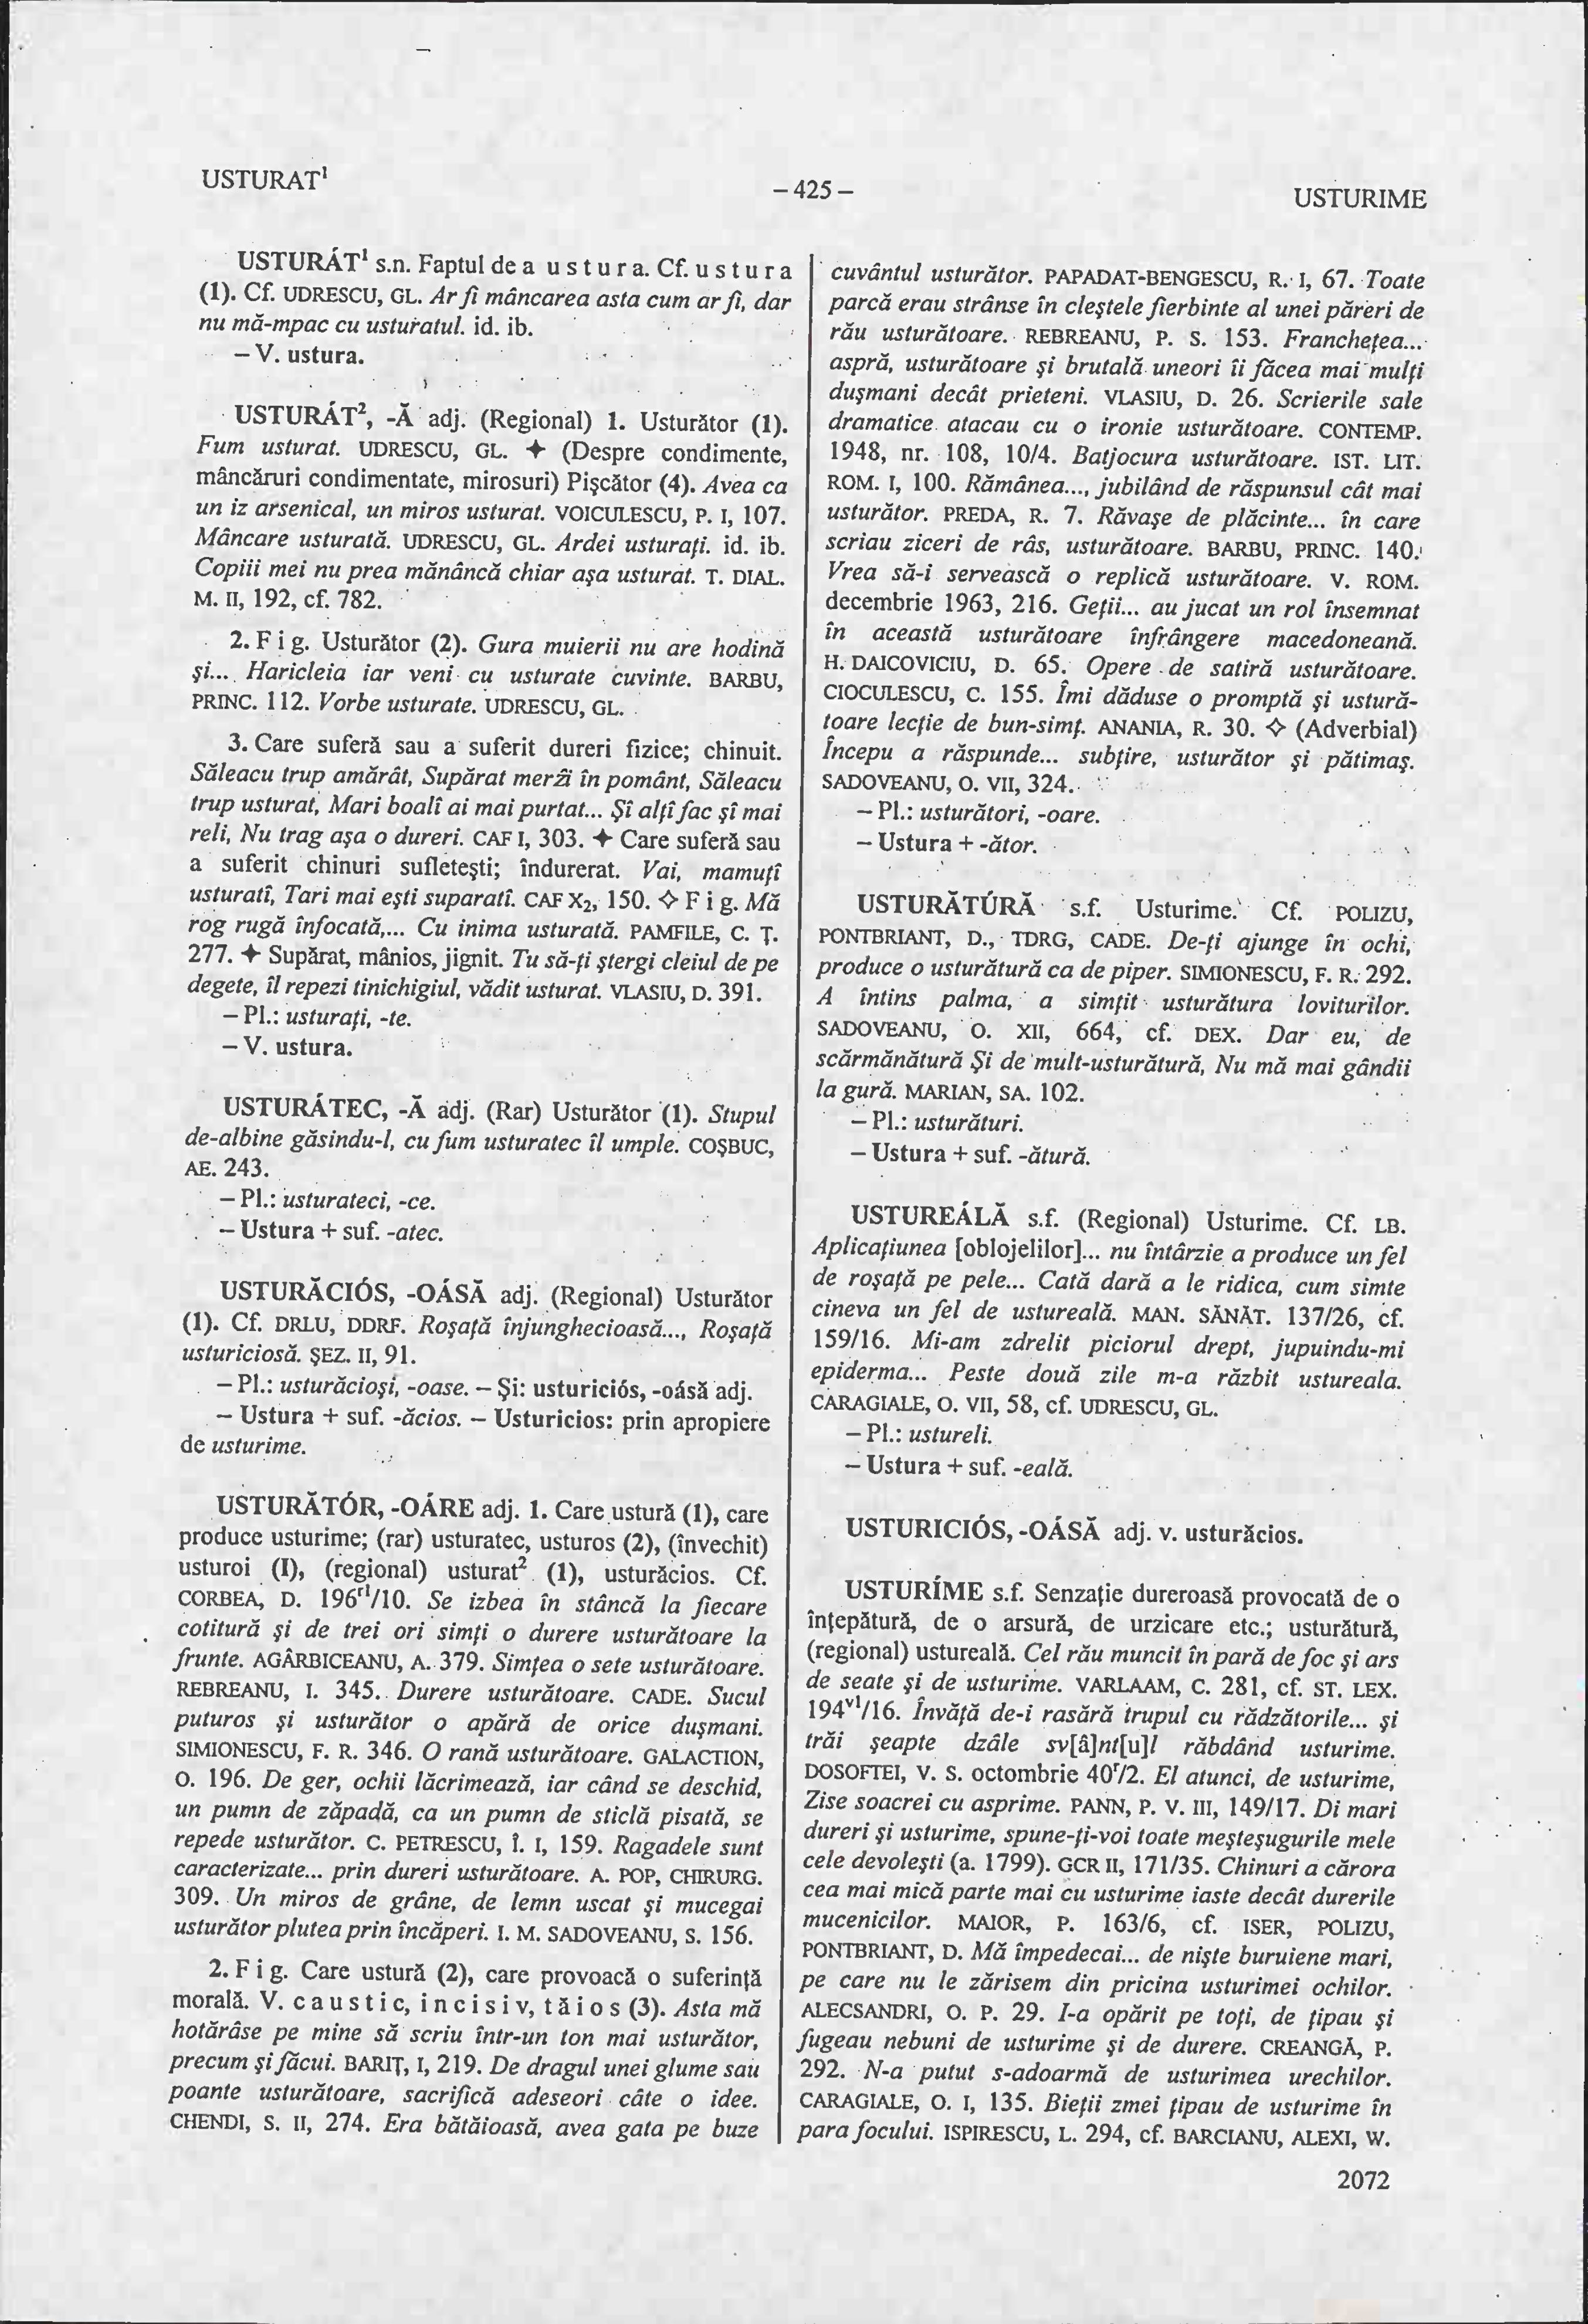 USTURAT¹
– 425 –
USTURIME
USTURÁT¹ s.n. Faptul de a ustura. Cf. ustura
(1). Cf. UDRESCU, GL. Ar fi mâncarea asta cum ar fi, dar
nu mă-mpac cu usturatul. id. ib.
– V. ustura.
USTURÁT², -Ă adj. (Regional) 1. Usturător (1).
Fum usturat. UDRESCU, GL. ✦ (Despre condimente,
mâncăruri condimentate, mirosuri) Pişcător (4). Avea ca
un iz arsenical, un miros usturat. VOICULESCU, P. I, 107.
Mâncare usturată. UDRESCU, GL. Ardei usturaţi. id. ib.
Copiii mei nu prea mănâncă chiar aşa usturat. T. DIAL.
M. II, 192, cf. 782.
2. Fig. Usturător (2). Gura muierii nu are hodină
şi... Haricleia iar veni cu usturate cuvinte. BARBU,
PRINC. 112. Vorbe usturate. UDRESCU, GL.
3. Care suferă sau a suferit dureri fizice; chinuit.
Săleacu trup amărât, Supărat merži în pomânt, Săleacu
trup usturat, Mari boalî ai mai purtat... Şî alţî fac şî mai
reli, Nu trag aşa o dureri. CAF I, 303. ✦ Care suferă sau
a suferit chinuri sufleteşti; îndurerat. Vai, mamuţî
usturatî, Tari mai eşti suparatî. CAF X₂, 150. ◇ Fig. Mă
rog rugă înfocată,... Cu inima usturată. PAMFILE, C. Ţ.
277. ✦ Supărat, mânios, jignit. Tu să-ţi ştergi cleiul de pe
degete, îl repezi tinichigiul, vădit usturat. VLASIU, D. 391.
– Pl.: usturaţi, -te.
– V. ustura.
USTURÁTEC, -Ă adj. (Rar) Usturător (1). Stupul
de-albine găsindu-l, cu fum usturatec îl umple. COŞBUC,
AE. 243.
– Pl.: usturateci, -ce.
– Ustura + suf. -atec.
USTURĂCIÓS, -OÁSĂ adj. (Regional) Usturător
(1). Cf. DRLU, DDRF. Roşaţă înjunghecioasă..., Roşaţă
usturiciosă. ŞEZ. II, 91.
– Pl.: usturăcioşi, -oase. – Şi: usturiciós, -oásă adj.
– Ustura + suf. -ăcios. – Usturicios: prin apropiere
de usturime.
USTURĂTÓR, -OÁRE adj. 1. Care ustură (1), care
produce usturime; (rar) usturatec, usturos (2), (învechit)
usturoi (I), (regional) usturat² (1), usturăcios. Cf.
CORBEA, D. 196ʳ¹/10. Se izbea în stâncă la fiecare
cotitură şi de trei ori simţi o durere usturătoare la
frunte. AGÂRBICEANU, A. 379. Simţea o sete usturătoare.
REBREANU, I. 345. Durere usturătoare. CADE. Sucul
puturos şi usturător o apără de orice duşmani.
SIMIONESCU, F. R. 346. O rană usturătoare. GALACTION,
O. 196. De ger, ochii lăcrimează, iar când se deschid,
un pumn de zăpadă, ca un pumn de sticlă pisată, se
repede usturător. C. PETRESCU, Î. I, 159. Ragadele sunt
caracterizate... prin dureri usturătoare. A. POP, CHIRURG.
309. Un miros de grâne, de lemn uscat şi mucegai
usturător plutea prin încăperi. I. M. SADOVEANU, S. 156.
2. Fig. Care ustură (2), care provoacă o suferinţă
morală. V. caustic, incisiv, tăios (3). Asta mă
hotărâse pe mine să scriu într-un ton mai usturător,
precum şi făcui. BARIŢ, I, 219. De dragul unei glume sau
poante usturătoare, sacrifică adeseori câte o idee.
CHENDI, S. II, 274. Era bătăioasă, avea gata pe buze
cuvântul usturător. PAPADAT-BENGESCU, R. I, 67. Toate
parcă erau strânse în cleştele fierbinte al unei păreri de
rău usturătoare. REBREANU, P. S. 153. Francheţea...
aspră, usturătoare şi brutală uneori îi făcea mai mulţi
duşmani decât prieteni. VLASIU, D. 26. Scrierile sale
dramatice atacau cu o ironie usturătoare. CONTEMP.
1948, nr. 108, 10/4. Batjocura usturătoare. IST. LIT.
ROM. I, 100. Rămânea..., jubilând de răspunsul cât mai
usturător. PREDA, R. 7. Răvaşe de plăcinte... în care
scriau ziceri de râs, usturătoare. BARBU, PRINC. 140.
Vrea să-i servească o replică usturătoare. V. ROM.
decembrie 1963, 216. Geţii... au jucat un rol însemnat
în această usturătoare înfrângere macedoneană.
H. DAICOVICIU, D. 65. Opere de satiră usturătoare.
CIOCULESCU, C. 155. Îmi dăduse o promptă şi ustură-
toare lecţie de bun-simţ. ANANIA, R. 30. ◇ (Adverbial)
Începu a răspunde... subţire, usturător şi pătimaş.
SADOVEANU, O. VII, 324.
– Pl.: usturători, -oare.
– Ustura + -ător.
USTURĂTÚRĂ s.f. Usturime. Cf. POLIZU,
PONTBRIANT, D., TDRG, CADE. De-ţi ajunge în ochi,
produce o usturătură ca de piper. SIMIONESCU, F. R. 292.
A întins palma, a simţit usturătura loviturilor.
SADOVEANU, O. XII, 664, cf. DEX. Dar eu, de
scărmănătură Şi de mult-usturătură, Nu mă mai gândii
la gură. MARIAN, SA. 102.
– Pl.: usturături.
– Ustura + suf. -ătură.
USTUREÁLĂ s.f. (Regional) Usturime. Cf. LB.
Aplicaţiunea [oblojelilor]... nu întârzie a produce un fel
de roşaţă pe pele... Cată dară a le ridica, cum simte
cineva un fel de ustureală. MAN. SĂNĂT. 137/26, cf.
159/16. Mi-am zdrelit piciorul drept, jupuindu-mi
epiderma... Peste două zile m-a răzbit ustureala.
CARAGIALE, O. VII, 58, cf. UDRESCU, GL.
– Pl.: ustureli.
– Ustura + suf. -eală.
USTURICIÓS, -OÁSĂ adj. v. usturăcios.
USTURÍME s.f. Senzaţie dureroasă provocată de o
înţepătură, de o arsură, de urzicare etc.; usturătură,
(regional) ustureală. Cel rău muncit în pară de foc şi ars
de seate şi de usturime. VARLAAM, C. 281, cf. ST. LEX.
194ᵛ¹/16. Învăţă de-i rasără trupul cu rădzătorile... şi
trăi şeapte dzâle sv[â]nt[u]l răbdând usturime.
DOSOFTEI, V. S. octombrie 40ʳ/2. El atunci, de usturime,
Zise soacrei cu asprime. PANN, P. V. III, 149/17. Di mari
dureri şi usturime, spune-ţi-voi toate meşteşugurile mele
cele devoleşti (a. 1799). GCR II, 171/35. Chinuri a cărora
cea mai mică parte mai cu usturime iaste decât durerile
mucenicilor. MAIOR, P. 163/6, cf. ISER, POLIZU,
PONTBRIANT, D. Mă împedecai... de nişte buruiene mari,
pe care nu le zărisem din pricina usturimei ochilor.
ALECSANDRI, O. P. 29. I-a opărit pe toţi, de ţipau şi
fugeau nebuni de usturime şi de durere. CREANGĂ, P.
292. N-a putut s-adoarmă de usturimea urechilor.
CARAGIALE, O. I, 135. Bieţii zmei ţipau de usturime în
para focului. ISPIRESCU, L. 294, cf. BARCIANU, ALEXI, W.
2072